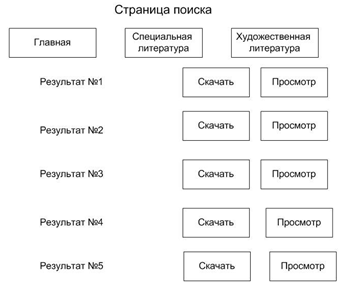 Страница поиска
Главная
Специальная
литература
Художественная
литература
Результат №1 Скачать Просмотр
Результат №2 Скачать Просмотр
Результат №3 Скачать Просмотр
Результат №4 Скачать Просмотр
Результат №5 Скачать Просмотр